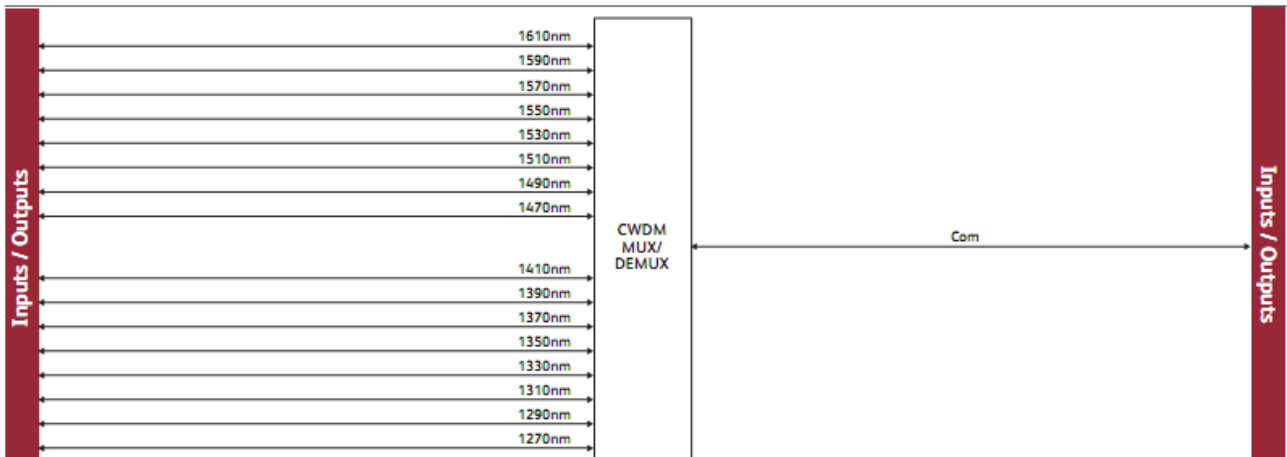 Inputs / Outputs
1610nm
1590nm
1570nm
1550nm
1530nm
1510nm
1490nm
1470nm
1410nm
1390nm
1370nm
1350nm
1330nm
1310nm
1290nm
1270nm
CWDM
MUX/
DEMUX
Com
Inputs / Outputs